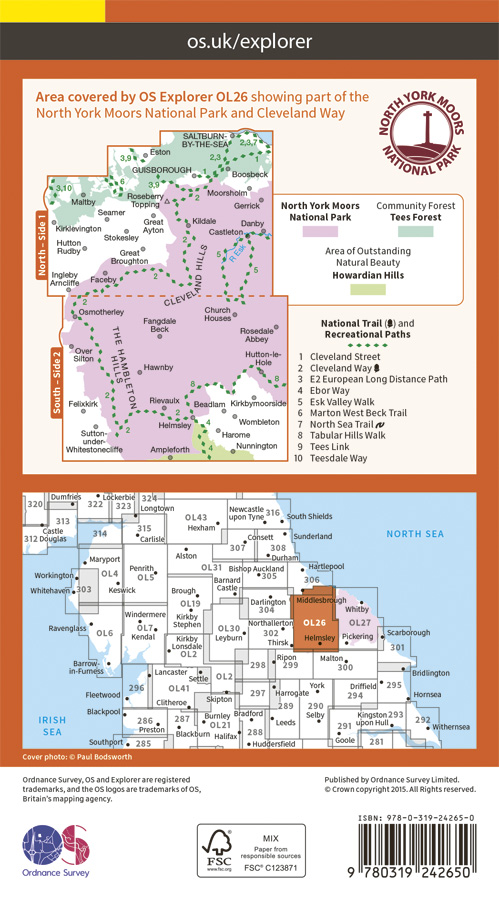 os.uk/explorer
Area covered by OS Explorer OL26 showing part of the
North York Moors National Park and Cleveland Way
NORTH YORK MOORS
NATIONAL PARK
SALTBURN-
BY-THE-SEA
2,3,7
Eston
3,9
2,3
GUISBOROUGH
1
Boosbeck
3,10
6
3,9
Maltby
Roseberry
Topping
Moorsholm
Gerrick
Seamer
Great
Ayton
Kildale
Danby
Kirklevington
Stokesley
Castleton
Hutton
Rudby
Great
Broughton
2
R Esk
5
5
Ingleby
Arncliffe
Faceby
2
CLEVELAND HILLS
North – Side 1
2
Osmotherley
Church
Houses
Fangdale
Beck
Rosedale
Abbey
THE HAMBLETON
HILLS
Over
Silton
Hutton-le-
Hole
Hawnby
8
8
South – Side 2
Felixkirk
Rievaulx
Beadlam
Kirkbymoorside
2
2
Helmsley
Wombleton
Sutton-
under-
Whitestonecliffe
2
8
Harome
4
Ampleforth
Nunnington
North York Moors
National Park
Community Forest
Tees Forest
Area of Outstanding
Natural Beauty
Howardian Hills
National Trail ( ) and
Recreational Paths
1 Cleveland Street
2 Cleveland Way
3 E2 European Long Distance Path
4 Ebor Way
5 Esk Valley Walk
6 Marton West Beck Trail
7 North Sea Trail
8 Tabular Hills Walk
9 Tees Link
10 Teesdale Way
Dumfries
Lockerbie
320
322
323
324
Longtown
313
Castle
Douglas
312
314
315
Carlisle
OL43
Hexham
Newcastle
upon Tyne
316
South Shields
NORTH SEA
Consett
Sunderland
307
308
Durham
Alston
Maryport
OL31
Bishop Auckland
305
Hartlepool
306
Workington
OL4
Penrith
OL5
Whitehaven
303
Keswick
Barnard
Castle
Brough
OL19
Darlington
304
Middlesbrough
Whitby
Kirkby
Stephen
OL26
OL27
Windermere
OL7
Kendal
OL30
Leyburn
Northallerton
302
Thirsk
Helmsley
Pickering
Scarborough
301
Ravenglass
OL6
Kirkby
Lonsdale
OL2
Ripon
299
Malton
300
298
Barrow-
in-Furness
Lancaster
Settle
OL2
Bridlington
296
OL41
297
Harrogate
York
Driffield
294
295
Fleetwood
Clitheroe
Skipton
Hornsea
Blackpool
286
Preston
287
Blackburn
Burnley
OL21
Halifax
Bradford
288
289
Leeds
290
Selby
Kingston
upon Hull
293
292
Withernsea
291
Goole
IRISH
SEA
Southport
285
Huddersfield
281
Cover photo: © Paul Bodsworth
Ordnance Survey, OS and Explorer are registered
trademarks, and the OS logos are trademarks of OS,
Britain's mapping agency.
Published by Ordnance Survey Limited.
© Crown copyright 2015. All rights reserved.
OS
Ordnance Survey
FSC
www.fsc.org
MIX
Paper from
responsible sources
FSC® C123871
ISBN: 978-0-319-24265-0
9 780319 242650